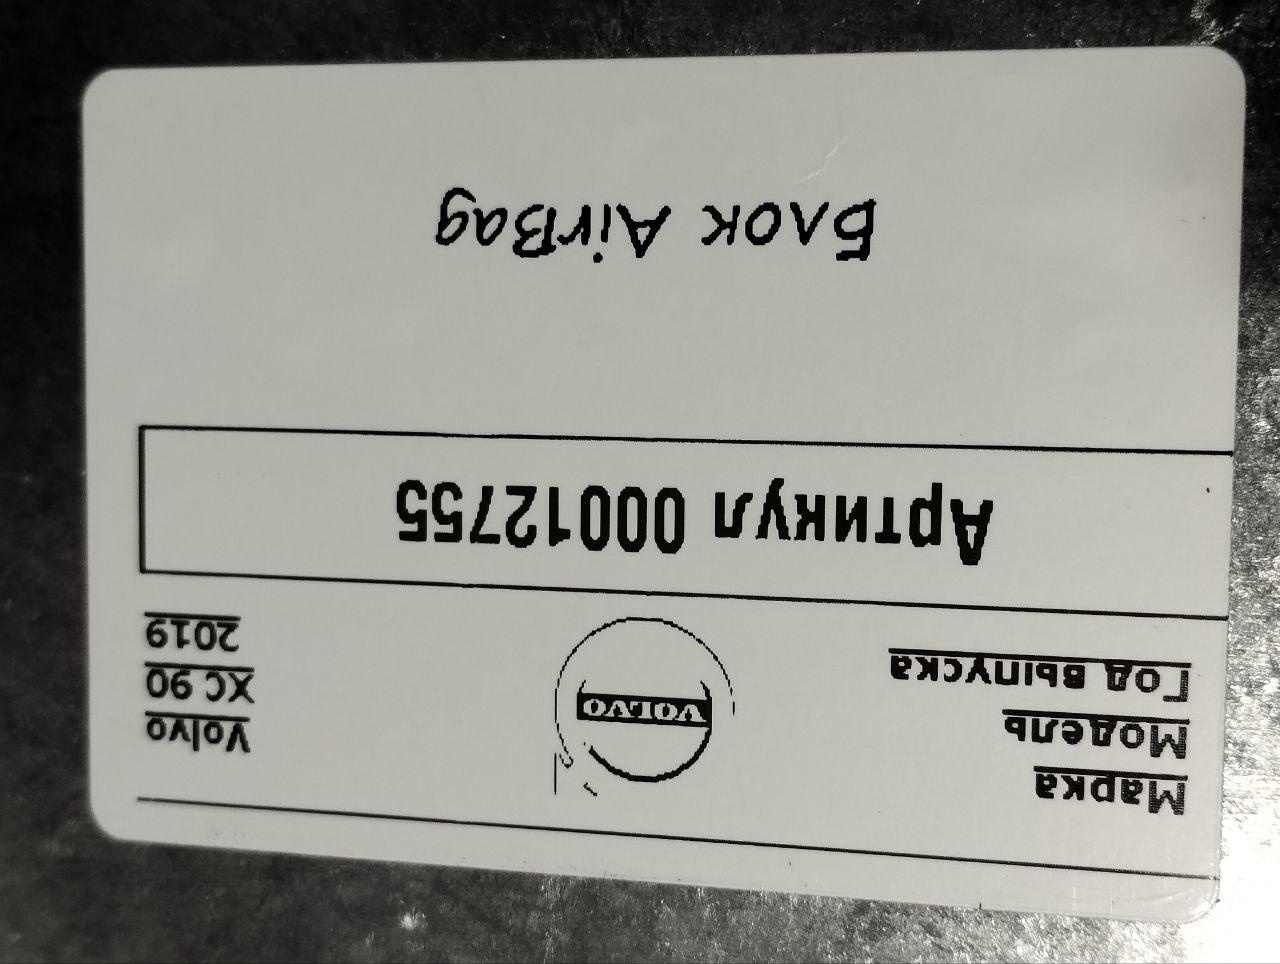 Марка Volvo
Модель XC 90
Год выпуска 2019
VOLVO
Артикул 00012755
Блок AirBag